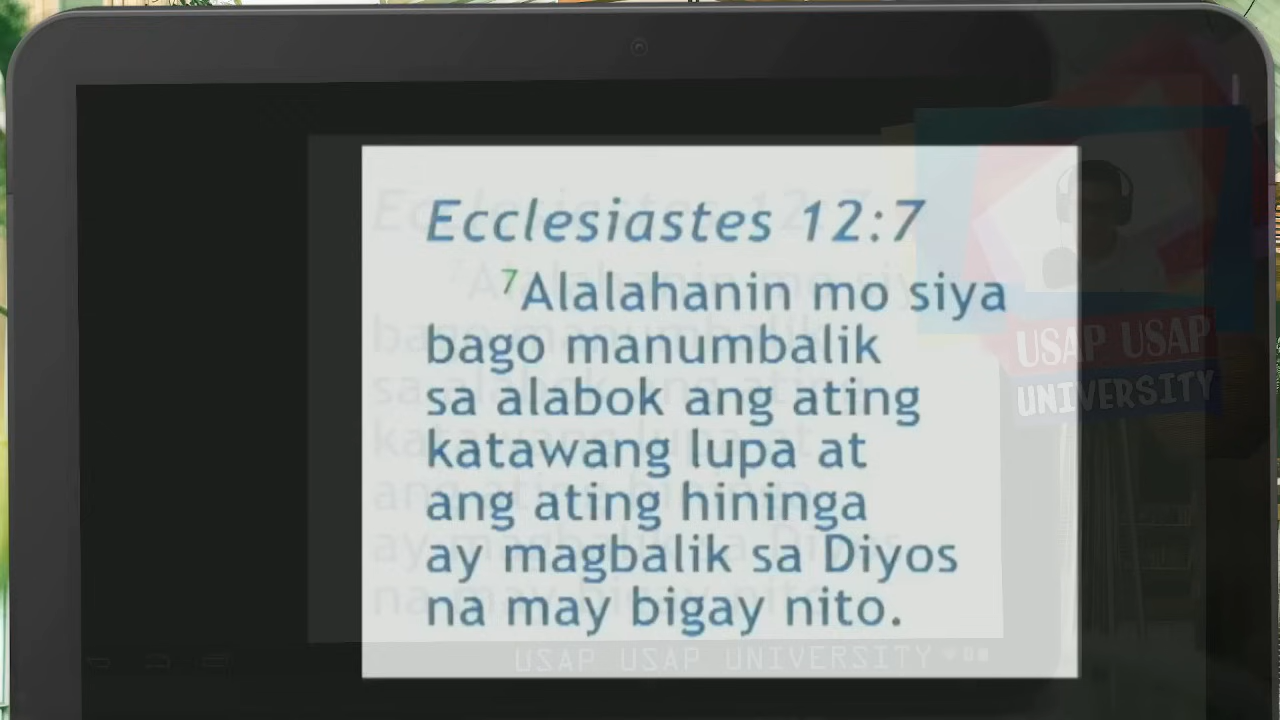 Ecclesiastes 12:7
7Alalahanin mo siya
bago manumbalik
sa alabok ang ating
katawang lupa at
ang ating hininga
ay magbalik sa Diyos
na may bigay nito.
USAP USAP
UNIVERSITY
USAP USAP UNIVERSITY